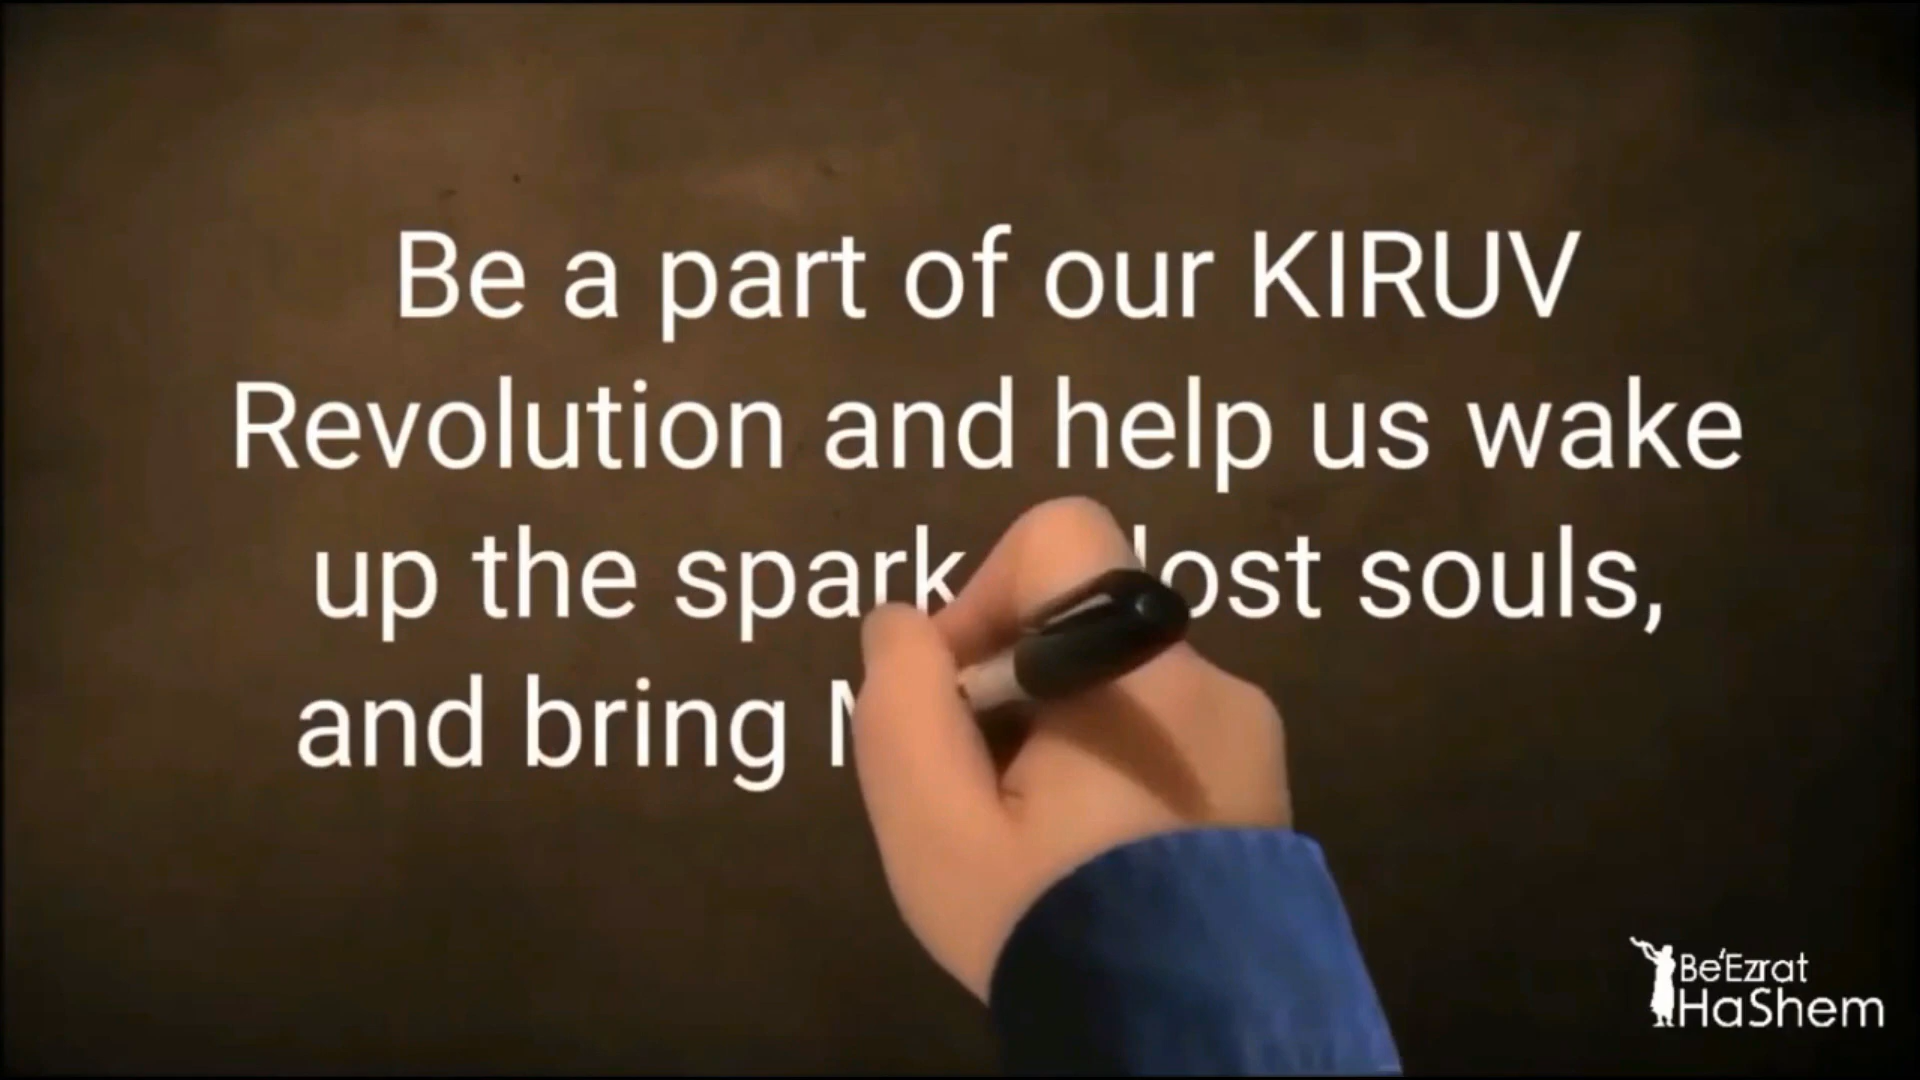 Be a part of our KIRUV
Revolution and help us wake
up the spark lost souls,
and bring
Be'Ezrat
HaShem